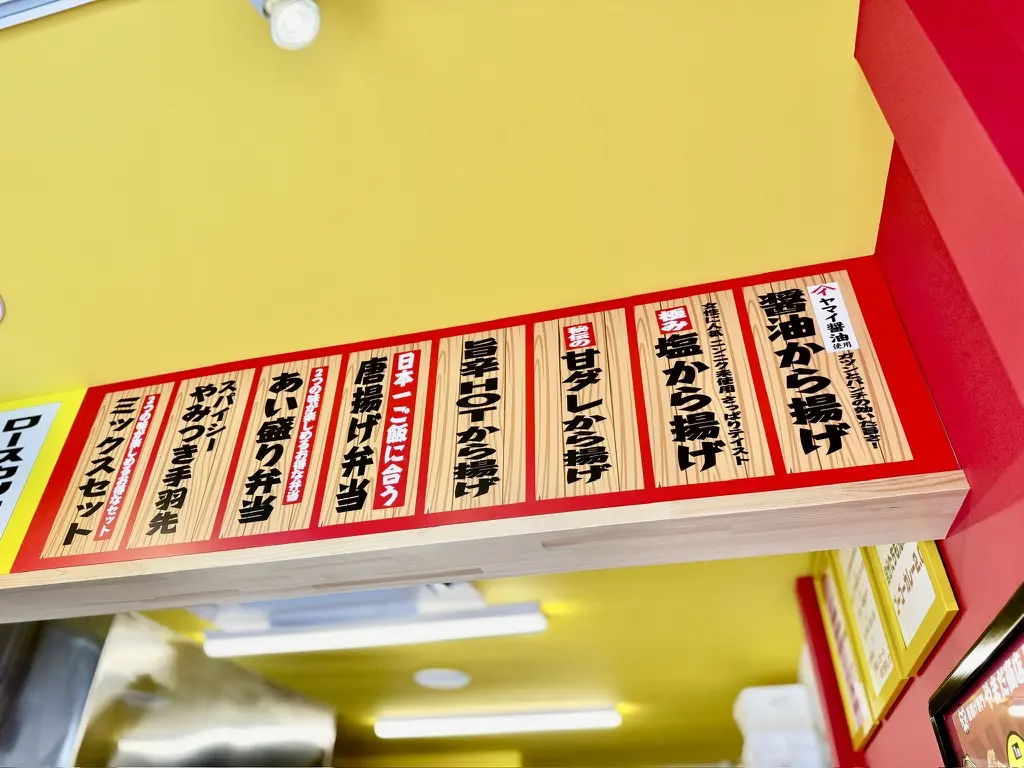 ヤマイ醤油
使用
ガツンとパンチの効いた旨さ!
醤油から揚げ
女性に人気、ニンニク未使用、さっぱりテイスト
極み
塩から揚げ
秘伝の
甘ダレから揚げ
旨辛HOTから揚げ
日本一ご飯に合う
唐揚げ弁当
2つの味が楽しめるお得な弁当
あい盛り弁当
スパイシー
やみつき手羽先
2つの味が楽しめるお得なセット
ミックスセット